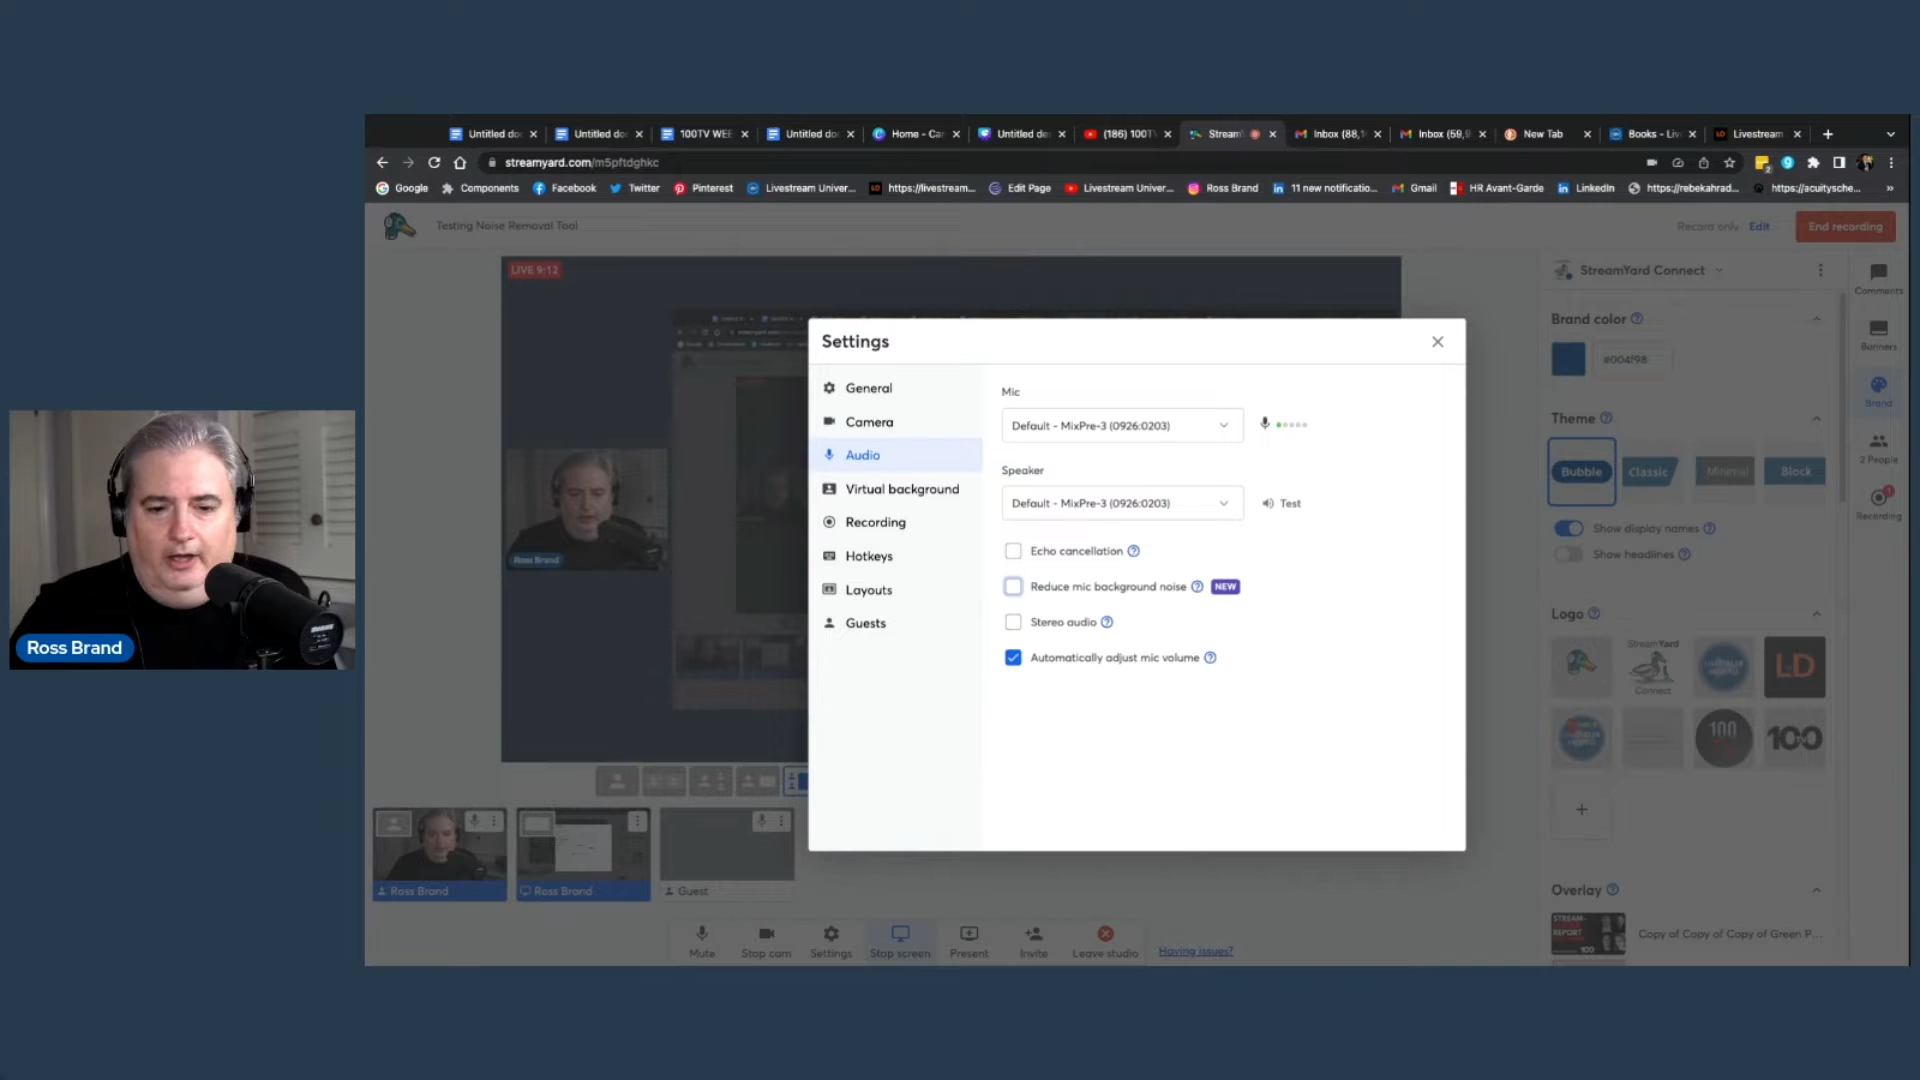 Untitled doc
Untitled do
100TV WEE
Untitled doc
Home - Can
Untitled des
(186) 100T
Stream
Inbox (88,1
Inbox (59,9
New Tab
Books - Liv
Livestream
streamyard.com/m5pftdghkc
Google
Components
Facebook
Twitter
Pinterest
Livestream Univer...
https://livestream...
Edit Page
Livestream Univer...
Ross Brand
11 new notificatio...
Gmail
HR Avant-Garde
LinkedIn
https://rebekahrad...
https://acuitysche...
»
Testing Noise Removal Tool
Record only
Edit
End recording
LIVE 9:12
Ross Brand
Settings
General
Camera
Audio
Virtual background
Recording
Hotkeys
Layouts
Guests
Mic
Default - MixPre-3 (0926:0203)
Speaker
Default - MixPre-3 (0926:0203)
Test
Echo cancellation
Reduce mic background noise
NEW
Stereo audio
Automatically adjust mic volume
StreamYard Connect
Brand color
#004f98
Theme
Bubble
Classic
Minimal
Block
Show display names
Show headlines
Logo
StreamYard
Connect
LD
100
100
Overlay
STREAM-
REPORT
100
Copy of Copy of Copy of Green P...
Comments
Banners
Brand
2 People
1
Recording
Ross Brand
Ross Brand
Ross Brand
Guest
Mute
Stop cam
Settings
Stop screen
Present
Invite
Leave studio
Having issues?